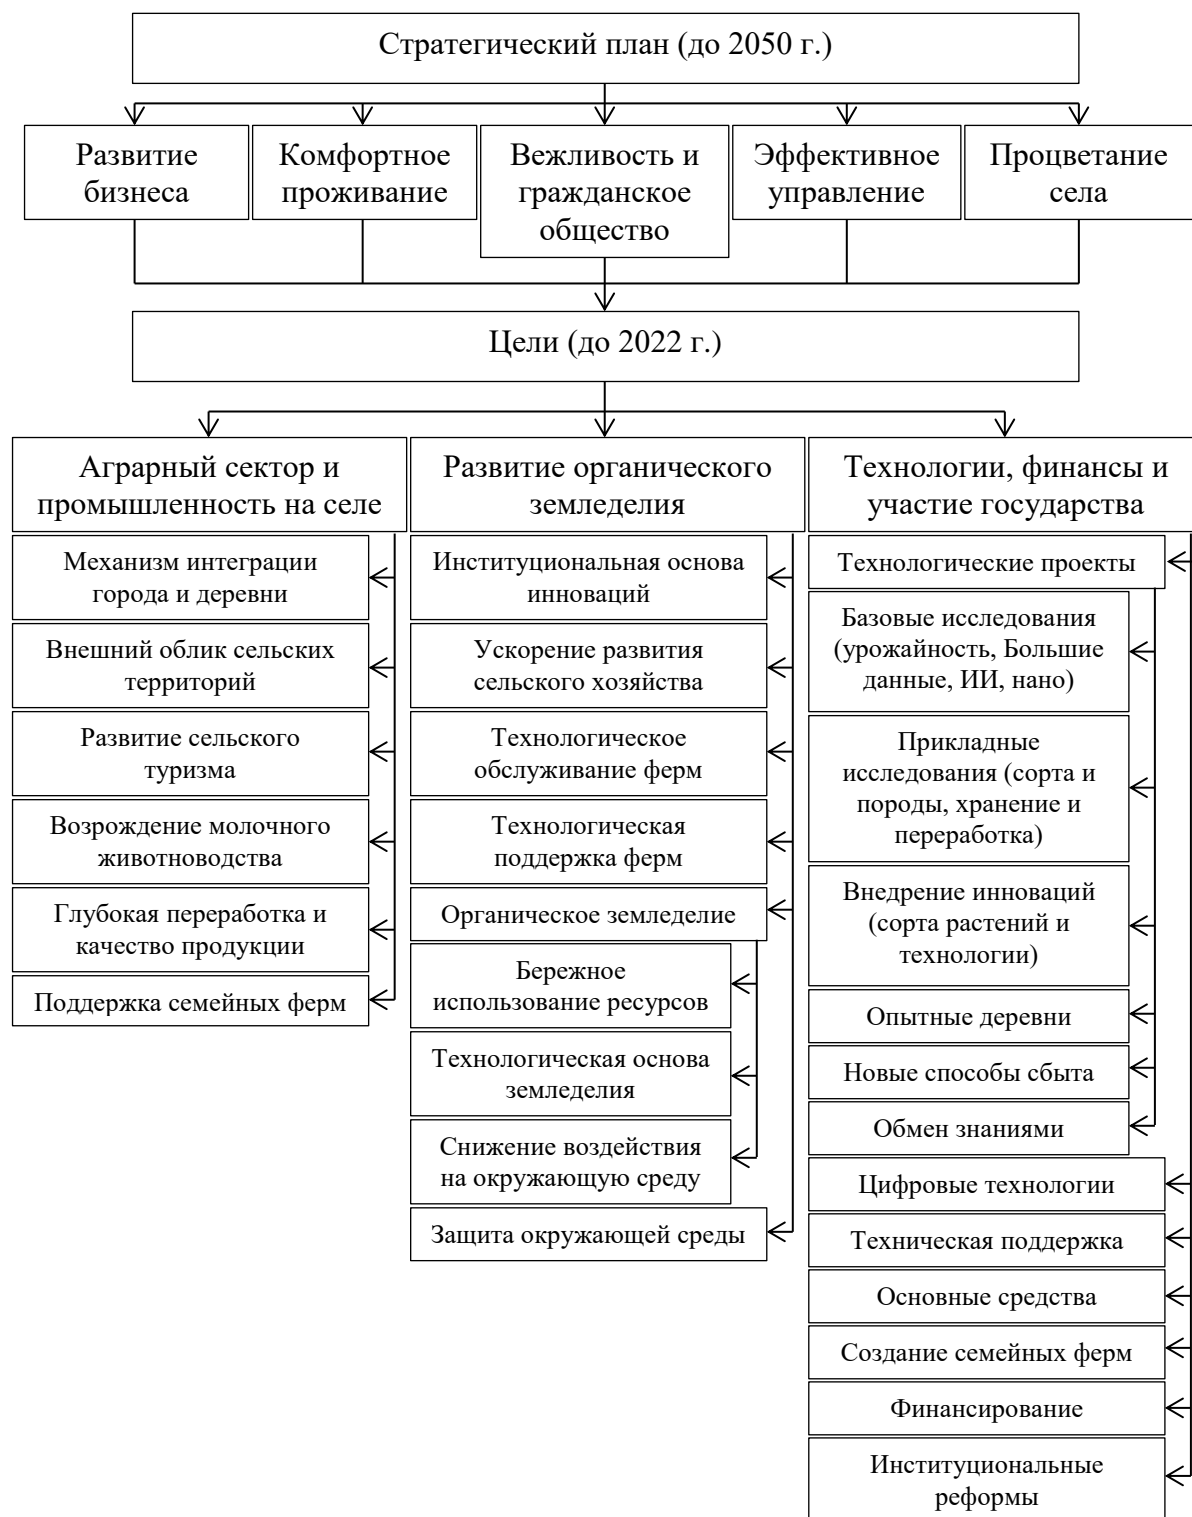 Стратегический план (до 2050 г.)
Развитие
бизнеса
Комфортное
проживание
Вежливость и
гражданское
общество
Эффективное
управление
Процветание
села
Цели (до 2022 г.)
Аграрный сектор и
промышленность на селе
Механизм интеграции
города и деревни
Внешний облик сельских
территорий
Развитие сельского
туризма
Возрождение молочного
животноводства
Глубокая переработка и
качество продукции
Поддержка семейных ферм
Развитие органического
земледелия
Институциональная основа
инноваций
Ускорение развития
сельского хозяйства
Технологическое
обслуживание ферм
Технологическая
поддержка ферм
Органическое земледелие
Бережное
использование ресурсов
Технологическая основа
земледелия
Снижение воздействия
на окружающую среду
Защита окружающей среды
Технологии, финансы и
участие государства
Технологические проекты
Базовые исследования
(урожайность, Большие
данные, ИИ, нано)
Прикладные
исследования (сорта и
породы, хранение и
переработка)
Внедрение инноваций
(сорта растений и
технологии)
Опытные деревни
Новые способы сбыта
Обмен знаниями
Цифровые технологии
Техническая поддержка
Основные средства
Создание семейных ферм
Финансирование
Институциональные
реформы